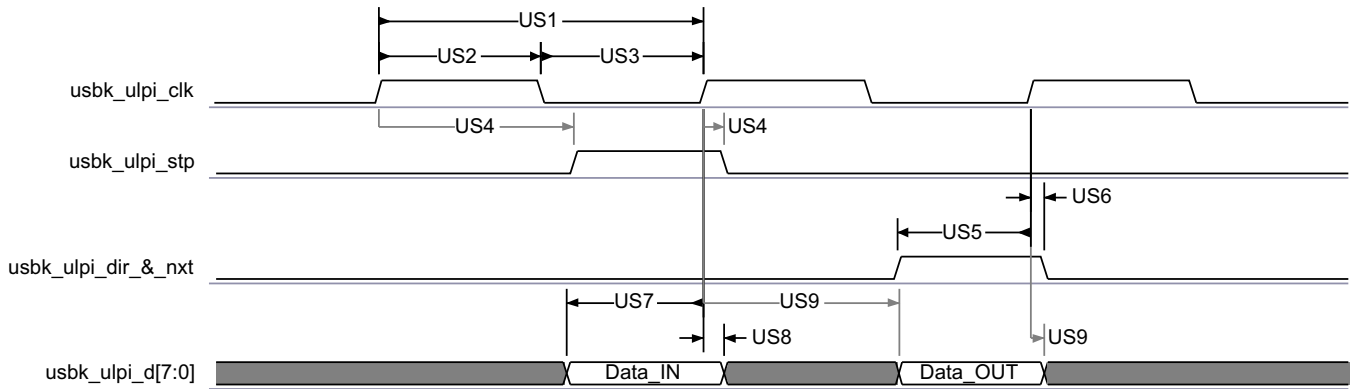 US1
US2 US3
usbk_ulpi_clk
US4 US4
usbk_ulpi_stp
US6
US5
usbk_ulpi_dir_&_nxt
US7 US9
US8 US9
usbk_ulpi_d[7:0] Data_IN Data_OUT